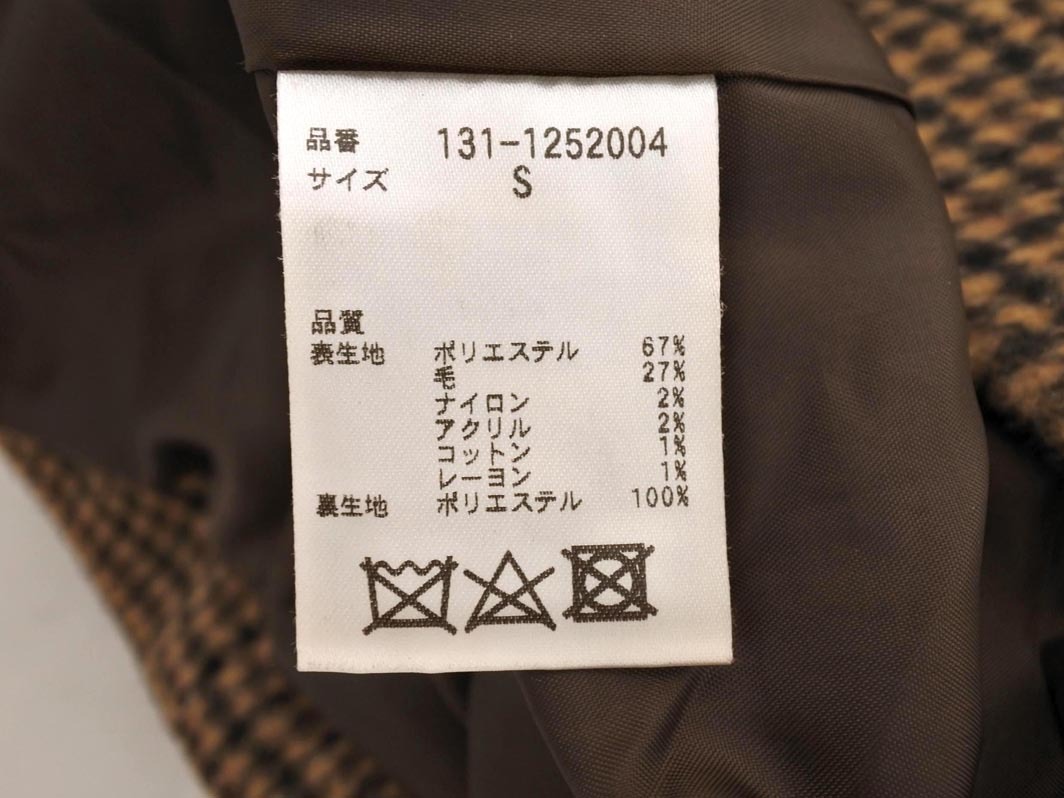 品番 131-1252004
サイズ S
品質
表生地 ポリエステル 67%
毛 27%
ナイロン 2%
アクリル 2%
コットン 1%
レーヨン 1%
裏生地 ポリエステル 100%